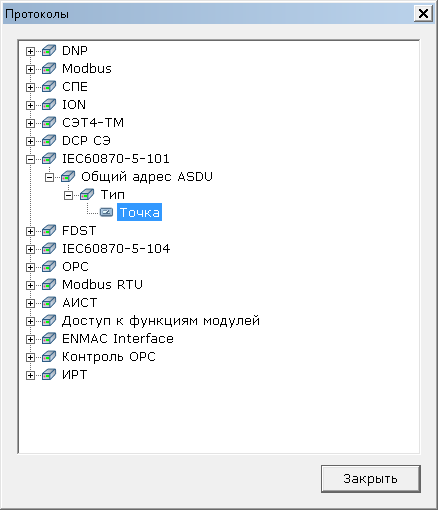 Протоколы
DNP
Modbus
СПЕ
ION
СЭТ4-ТМ
DCP СЭ
IEC60870-5-101
Общий адрес ASDU
Тип
Точка
FDST
IEC60870-5-104
OPC
Modbus RTU
АИСТ
Доступ к функциям модулей
ENMAC Interface
Контроль OPC
ИРТ
Закрыть